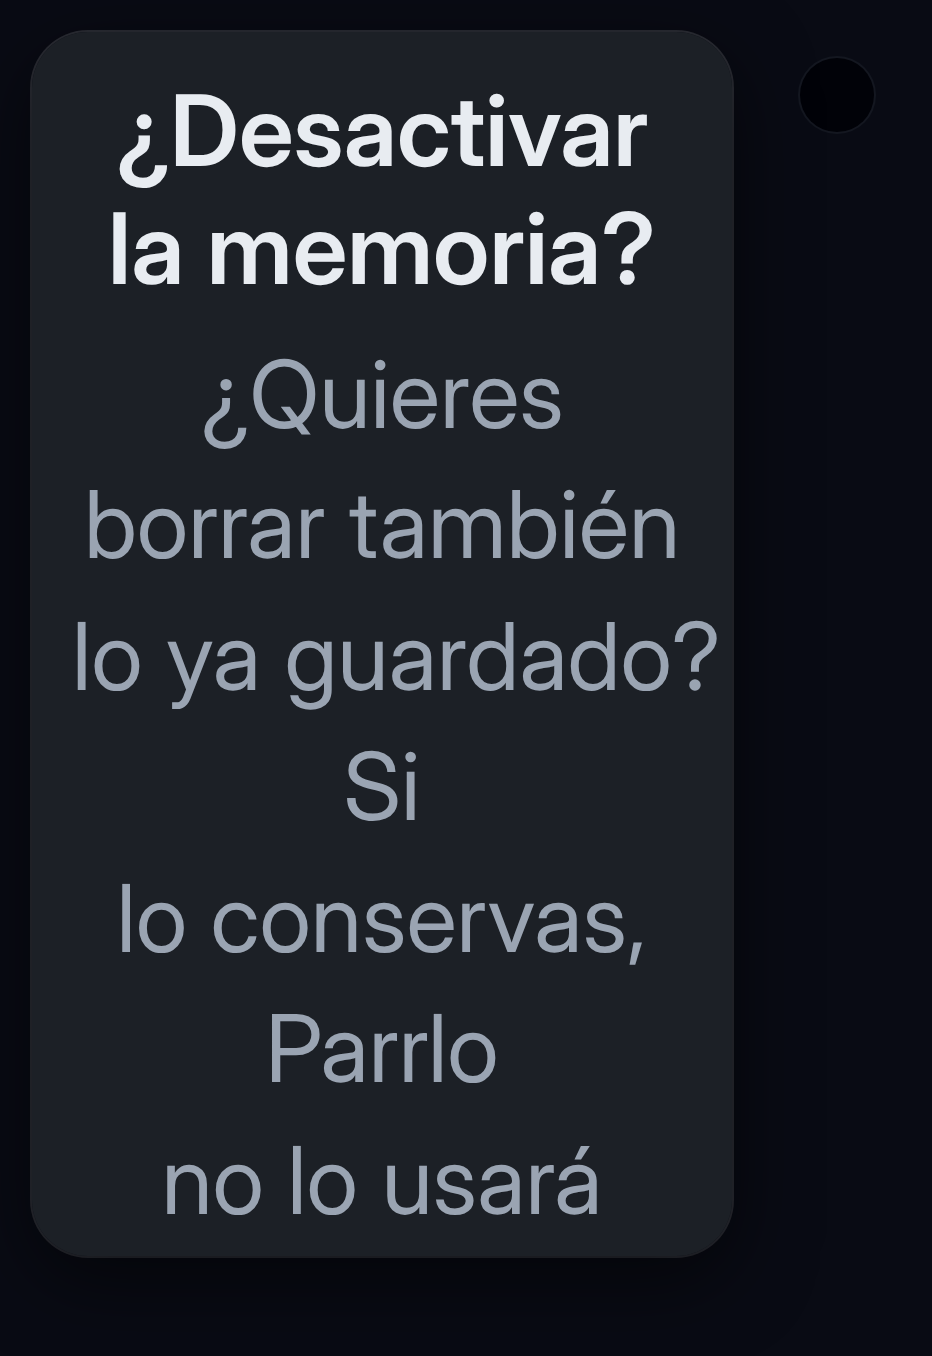 ¿Desactivar
la memoria?
¿Quieres
borrar también
lo ya guardado?
Si
lo conservas,
Parrlo
no lo usará